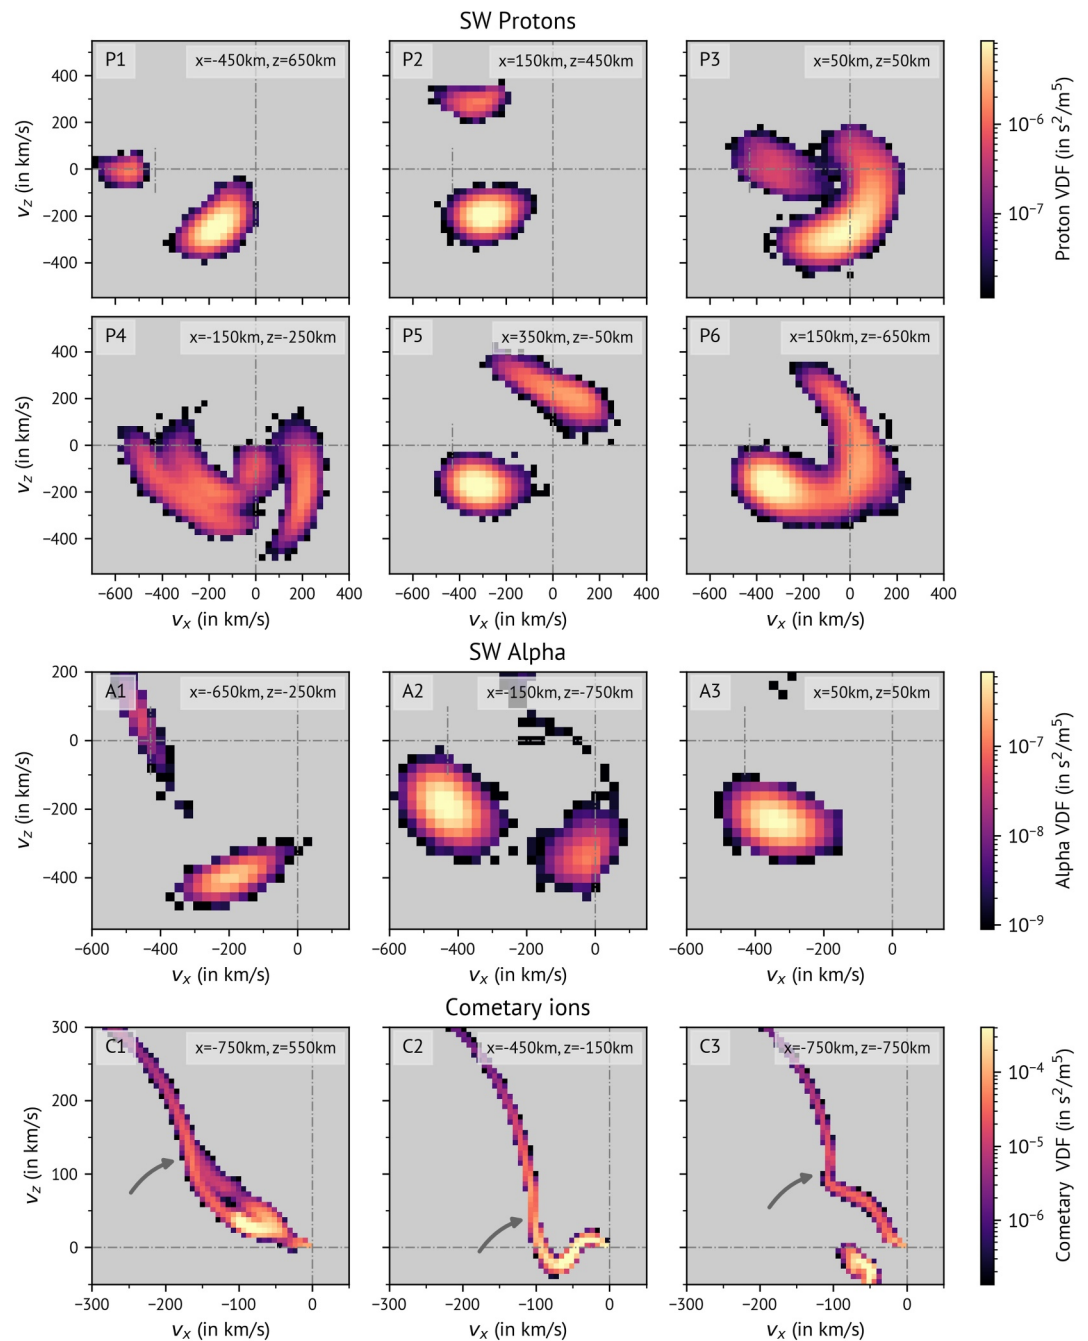 SW Protons
P1 x=-450km, z=650km
P2 x=150km, z=450km
P3 x=50km, z=50km
400
200
0
−200
−400
v_z (in km/s)
10⁻⁶
10⁻⁷
Proton VDF (in s²/m⁵)
P4 x=-150km, z=-250km
P5 x=350km, z=-50km
P6 x=150km, z=-650km
400
200
0
−200
−400
v_z (in km/s)
−600 −400 −200 0 200 400
−600 −400 −200 0 200 400
−600 −400 −200 0 200 400
v_x (in km/s)
v_x (in km/s)
v_x (in km/s)
SW Alpha
A1 x=-650km, z=-250km
A2 x=-150km, z=-750km
A3 x=50km, z=50km
200
0
−200
−400
v_z (in km/s)
10⁻⁷
10⁻⁸
10⁻⁹
Alpha VDF (in s²/m⁵)
−600 −400 −200 0
−600 −400 −200 0
−600 −400 −200 0
v_x (in km/s)
v_x (in km/s)
v_x (in km/s)
Cometary ions
C1 x=-750km, z=550km
C2 x=-450km, z=-150km
C3 x=-750km, z=-750km
300
200
100
0
v_z (in km/s)
10⁻⁴
10⁻⁵
10⁻⁶
Cometary VDF (in s²/m⁵)
−300 −200 −100 0
−300 −200 −100 0
−300 −200 −100 0
v_x (in km/s)
v_x (in km/s)
v_x (in km/s)